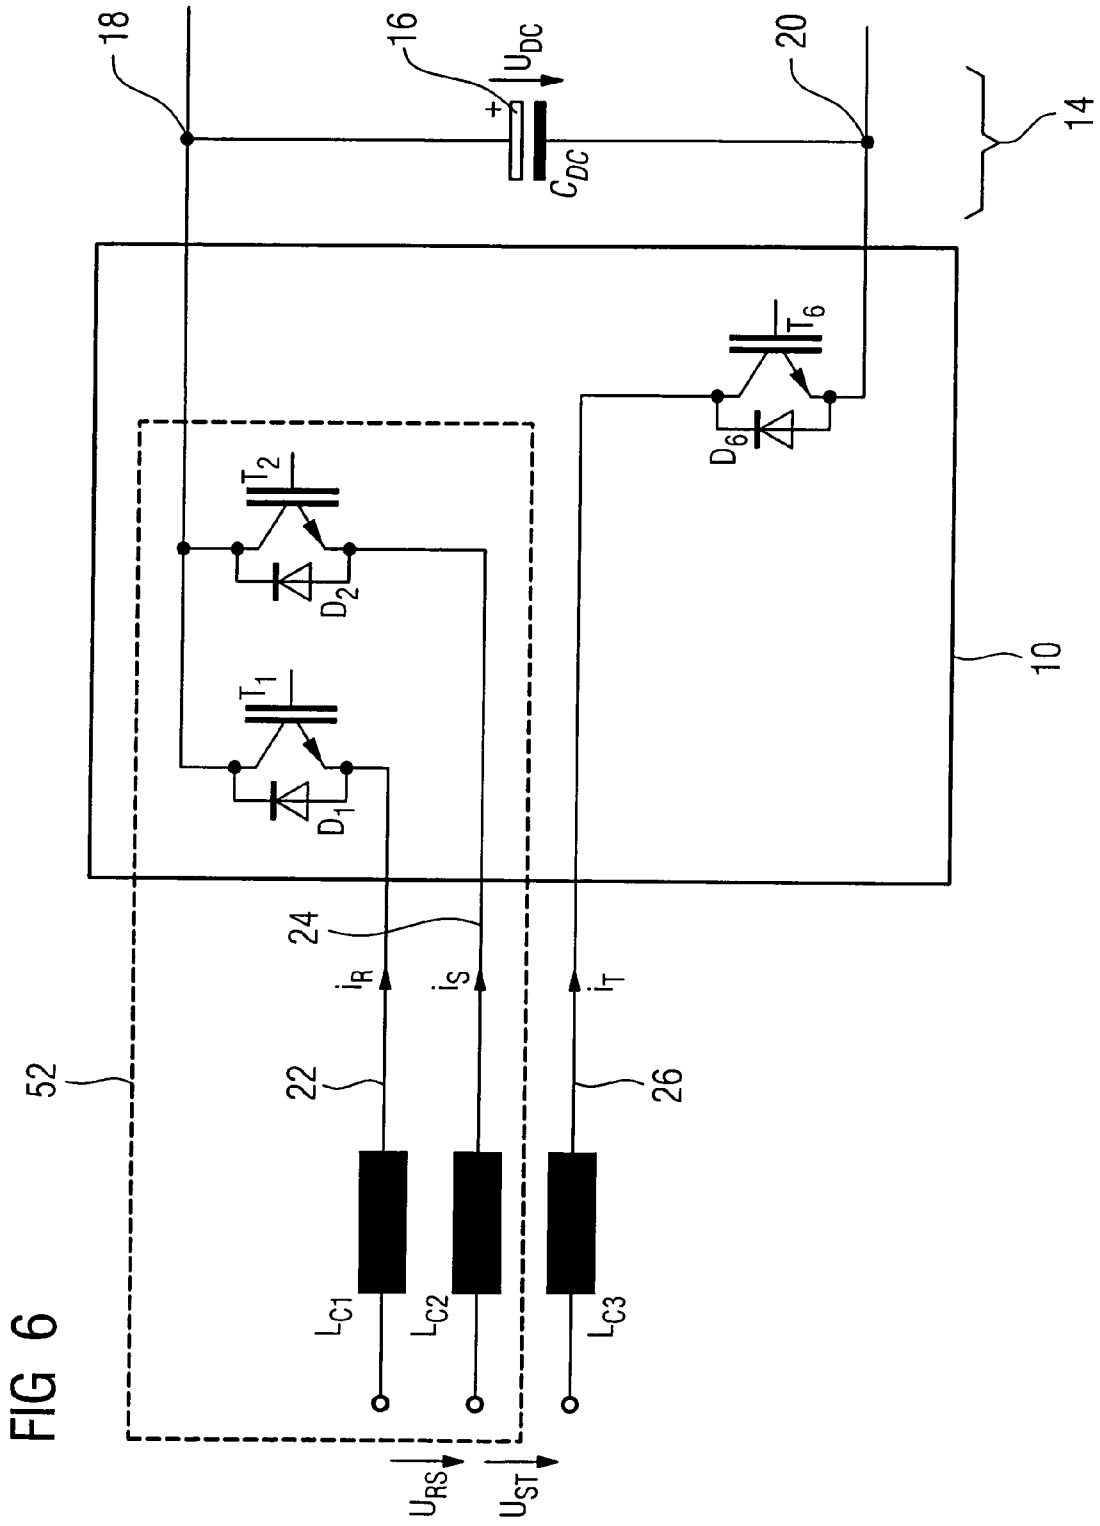 FIG 6
52
18
16
+
U_DC
C_DC
20
14
T_1
D_1
T_2
D_2
T_6
D_6
10
24
22
26
i_R
i_S
i_T
L_C1
L_C2
L_C3
U_RS
U_ST